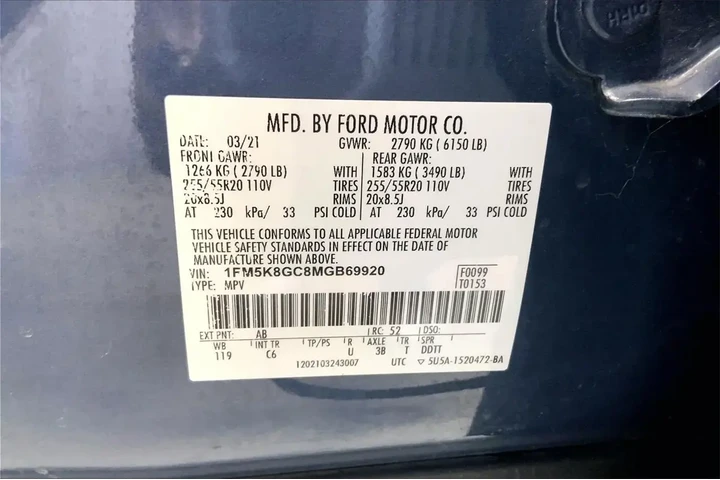 MFD. BY FORD MOTOR CO.
DATE: 03/21 GVWR: 2790 KG ( 6150 LB)
FRONT GAWR: REAR GAWR:
1266 KG ( 2790 LB) WITH 1583 KG ( 3490 LB) WITH
255/55R20 110V TIRES 255/55R20 110V TIRES
20x8.5J RIMS 20x8.5J RIMS
AT 230 kPa/ 33 PSI COLD AT 230 kPa/ 33 PSI COLD
THIS VEHICLE CONFORMS TO ALL APPLICABLE FEDERAL MOTOR
VEHICLE SAFETY STANDARDS IN EFFECT ON THE DATE OF
MANUFACTURE SHOWN ABOVE.
VIN: 1FM5K8GC8MGB69920 F0099
TYPE: MPV T0153
EXT PNT: AB RC: 52 DSO:
WB INT TR TP/PS R AXLE TR SPR
119 C6 U 3B T DDTT
1202103243007 UTC ▽ 5U5A-1520472-BA